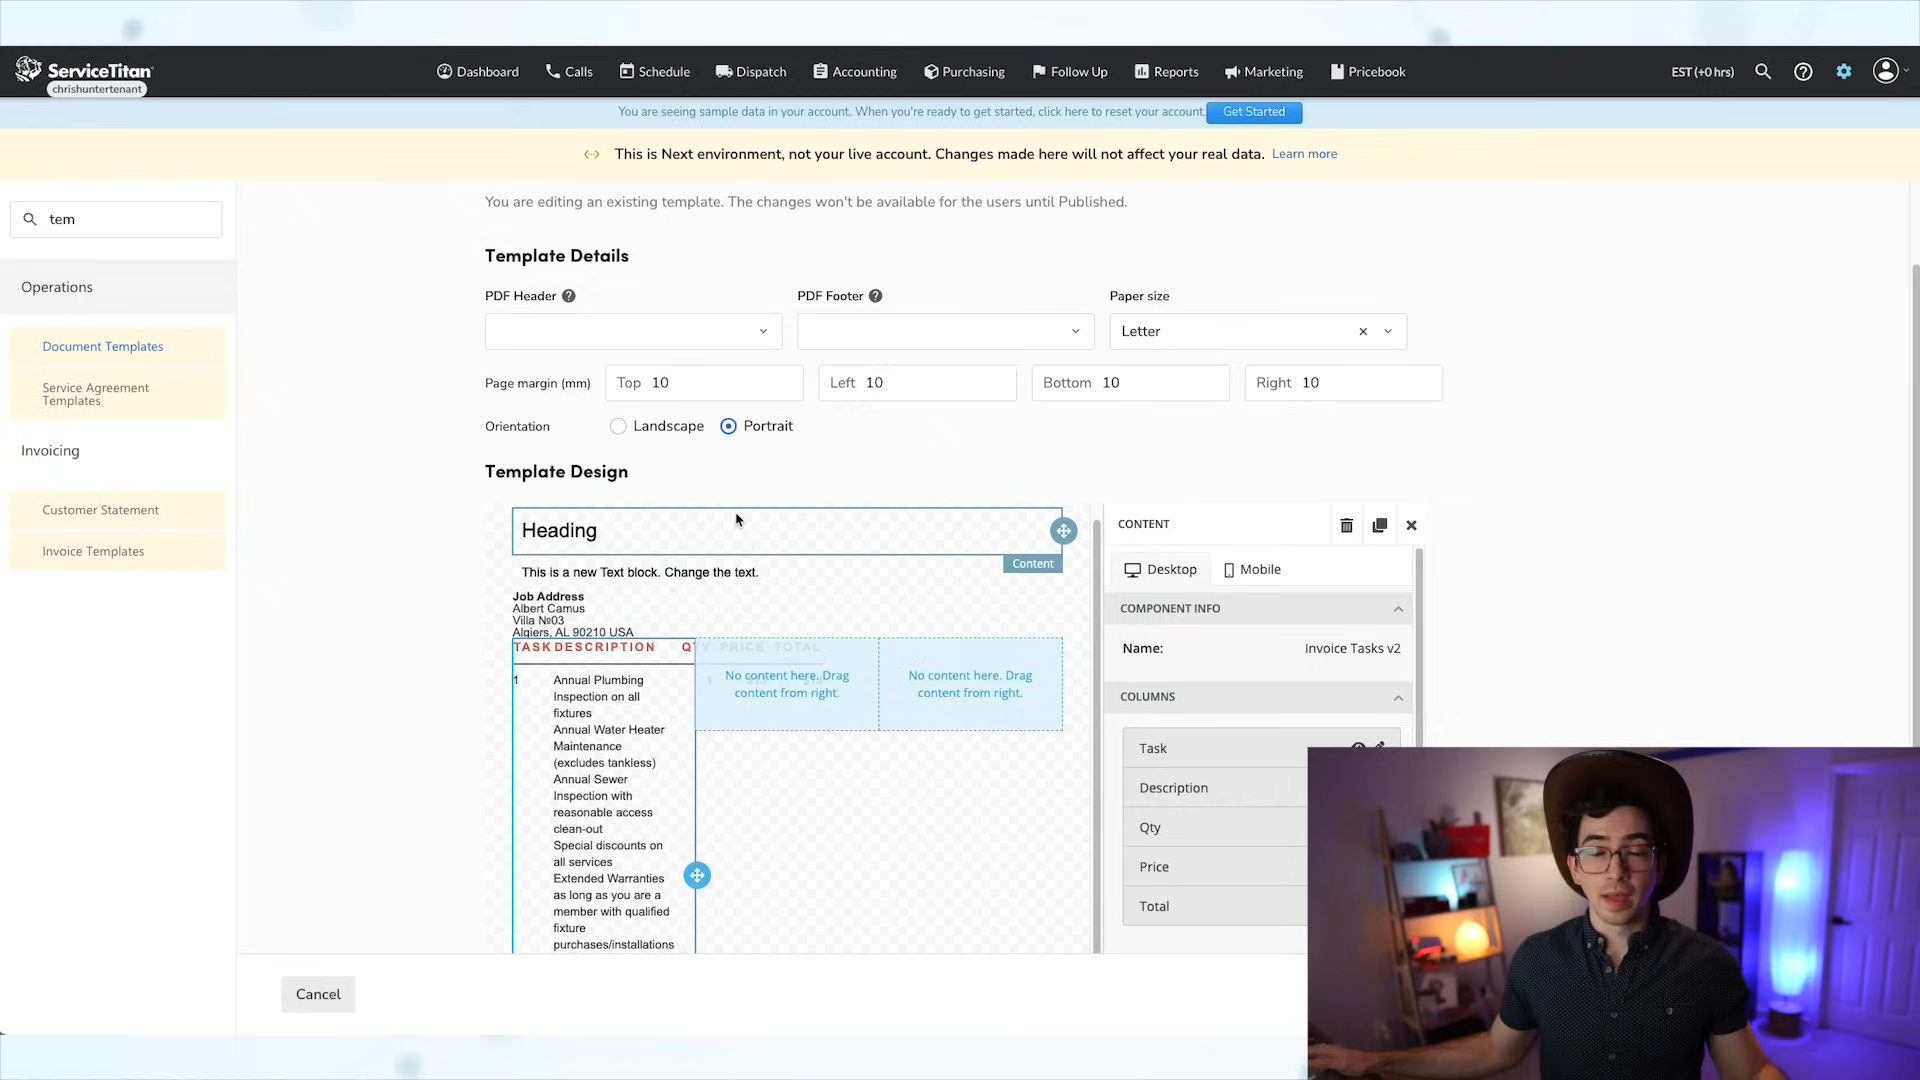 ServiceTitan
chrishuntertenant
Dashboard
Calls
Schedule
Dispatch
Accounting
Purchasing
Follow Up
Reports
Marketing
Pricebook
EST (+0 hrs)
You are seeing sample data in your account. When you're ready to get started, click here to reset your account.
Get Started
This is Next environment, not your live account. Changes made here will not affect your real data. Learn more
tem
Operations
Document Templates
Service Agreement
Templates
Invoicing
Customer Statement
Invoice Templates
You are editing an existing template. The changes won't be available for the users until Published.
Template Details
PDF Header
PDF Footer
Paper size
Letter
Page margin (mm)
Top 10
Left 10
Bottom 10
Right 10
Orientation
Landscape
Portrait
Template Design
Heading
Content
This is a new Text block. Change the text.
Job Address
Albert Camus
Villa №03
Algiers, AL 90210 USA
TASK DESCRIPTION QTY PRICE TOTAL
1
Annual Plumbing
Inspection on all
fixtures
Annual Water Heater
Maintenance
(excludes tankless)
Annual Sewer
Inspection with
reasonable access
clean-out
Special discounts on
all services
Extended Warranties
as long as you are a
member with qualified
fixture
purchases/installations
1
No content here. Drag
content from right.
No content here. Drag
content from right.
CONTENT
Desktop
Mobile
COMPONENT INFO
Name: Invoice Tasks v2
COLUMNS
Task
Description
Qty
Price
Total
Cancel